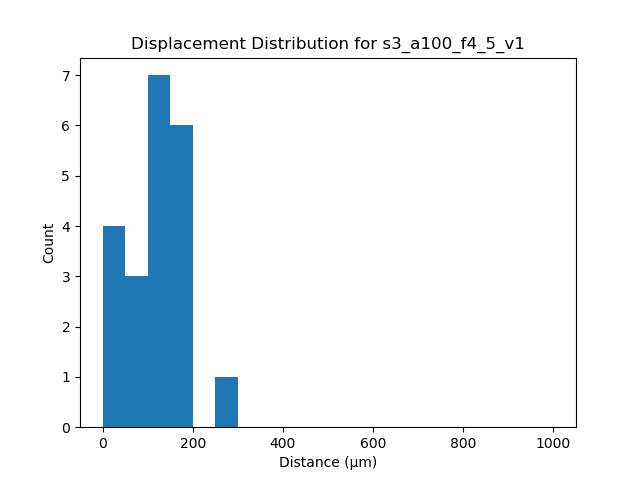 Displacement Distribution for s3_a100_f4_5_v1
7
6
5
4
3
2
1
0
Count
0 200 400 600 800 1000
Distance (μm)